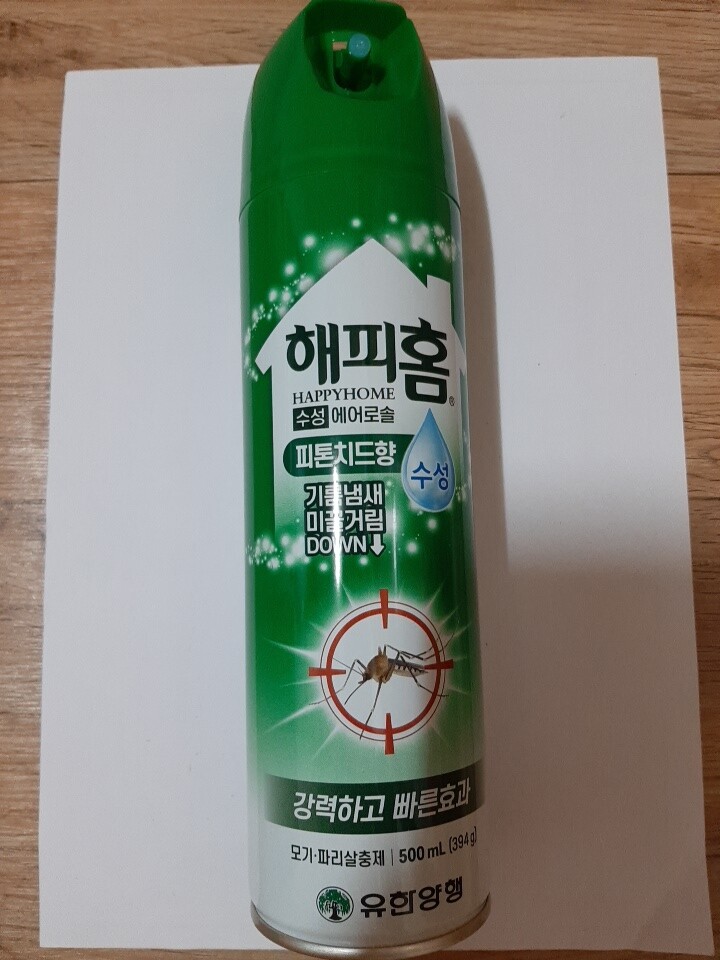 해피홈
HAPPYHOME ®
수성 에어로솔
피톤치드향
수성
기름냄새
미끌거림
DOWN
강력하고 빠른효과
모기·파리살충제 | 500 mL (394 g)
유한양행